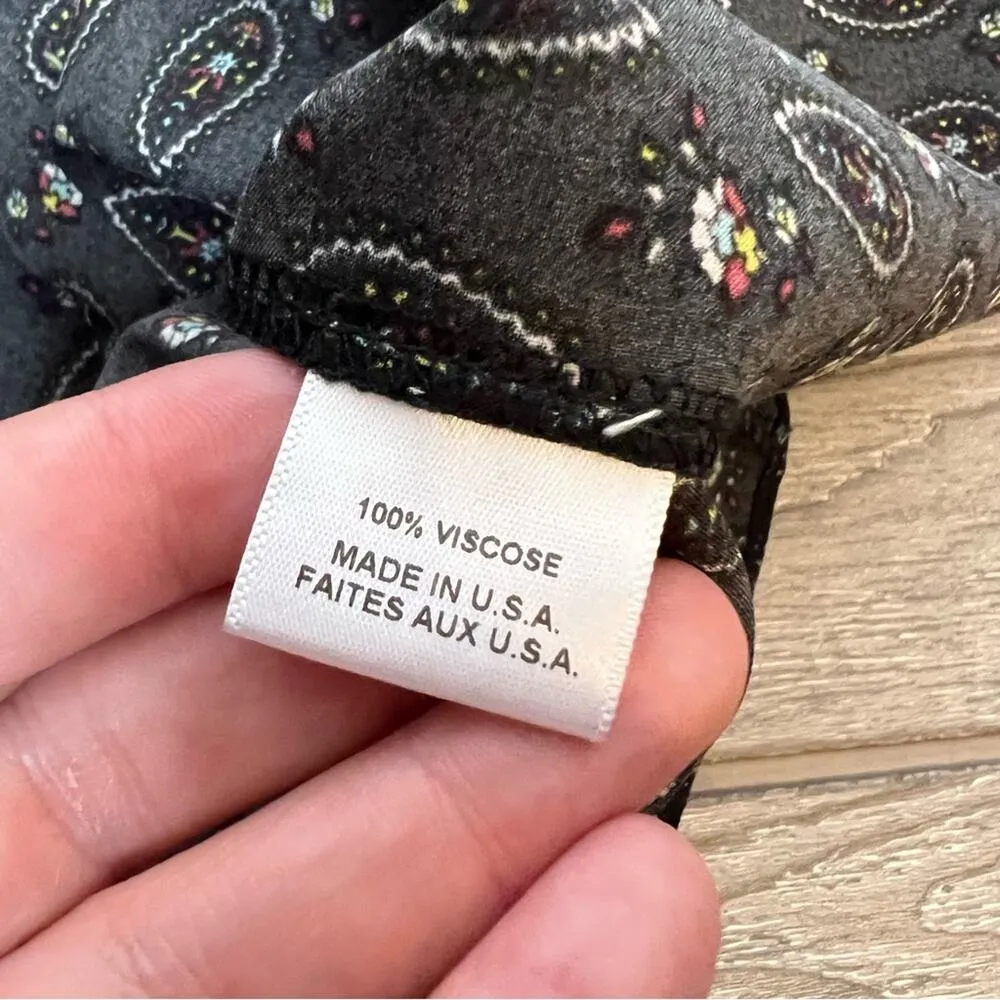 100% VISCOSE
MADE IN U.S.A.
FAITES AUX U.S.A.